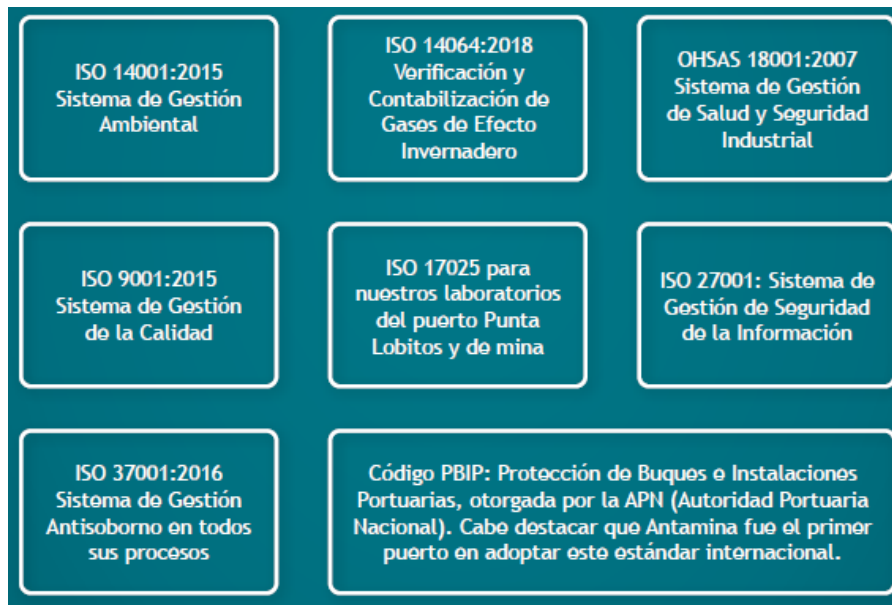 ISO 14001:2015
Sistema de Gestión
Ambiental
ISO 14064:2018
Verificación y
Contabilización de
Gases de Efecto
Invernadero
OHSAS 18001:2007
Sistema de Gestión
de Salud y Seguridad
Industrial
ISO 9001:2015
Sistema de Gestión
de la Calidad
ISO 17025 para
nuestros laboratorios
del puerto Punta
Lobitos y de mina
ISO 27001: Sistema de
Gestión de Seguridad
de la Información
ISO 37001:2016
Sistema de Gestión
Antisoborno en todos
sus procesos
Código PBIP: Protección de Buques e Instalaciones
Portuarias, otorgada por la APN (Autoridad Portuaria
Nacional). Cabe destacar que Antamina fue el primer
puerto en adoptar este estándar internacional.